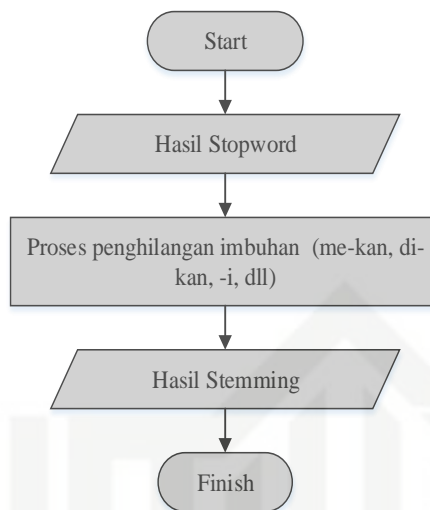 Start
Hasil Stopword
Proses penghilangan imbuhan  (me-kan, di-
kan, -i, dll)
Hasil Stemming
Finish